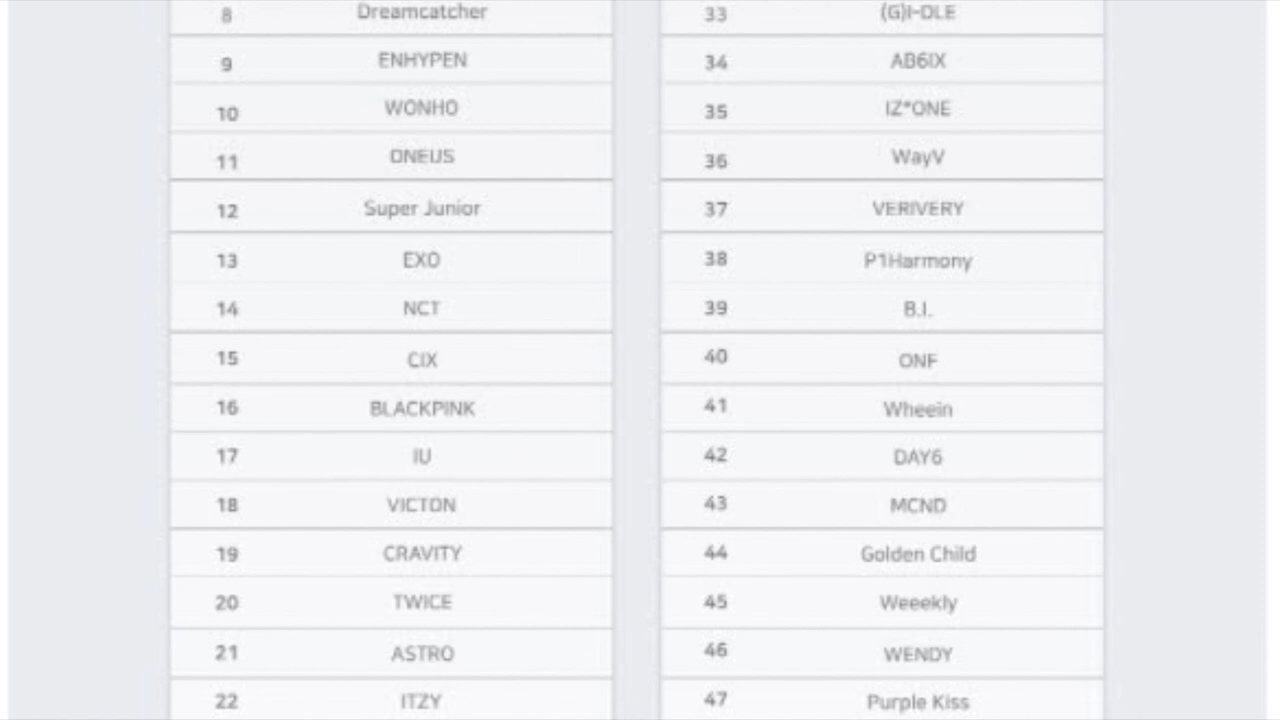 8 Dreamcatcher
9 ENHYPEN
10 WONHO
11 ONEUS
12 Super Junior
13 EXO
14 NCT
15 CIX
16 BLACKPINK
17 IU
18 VICTON
19 CRAVITY
20 TWICE
21 ASTRO
22 ITZY
33 (G)I-DLE
34 AB6IX
35 IZ*ONE
36 WayV
37 VERIVERY
38 P1Harmony
39 B.I.
40 ONF
41 Wheein
42 DAY6
43 MCND
44 Golden Child
45 Weeekly
46 WENDY
47 Purple Kiss